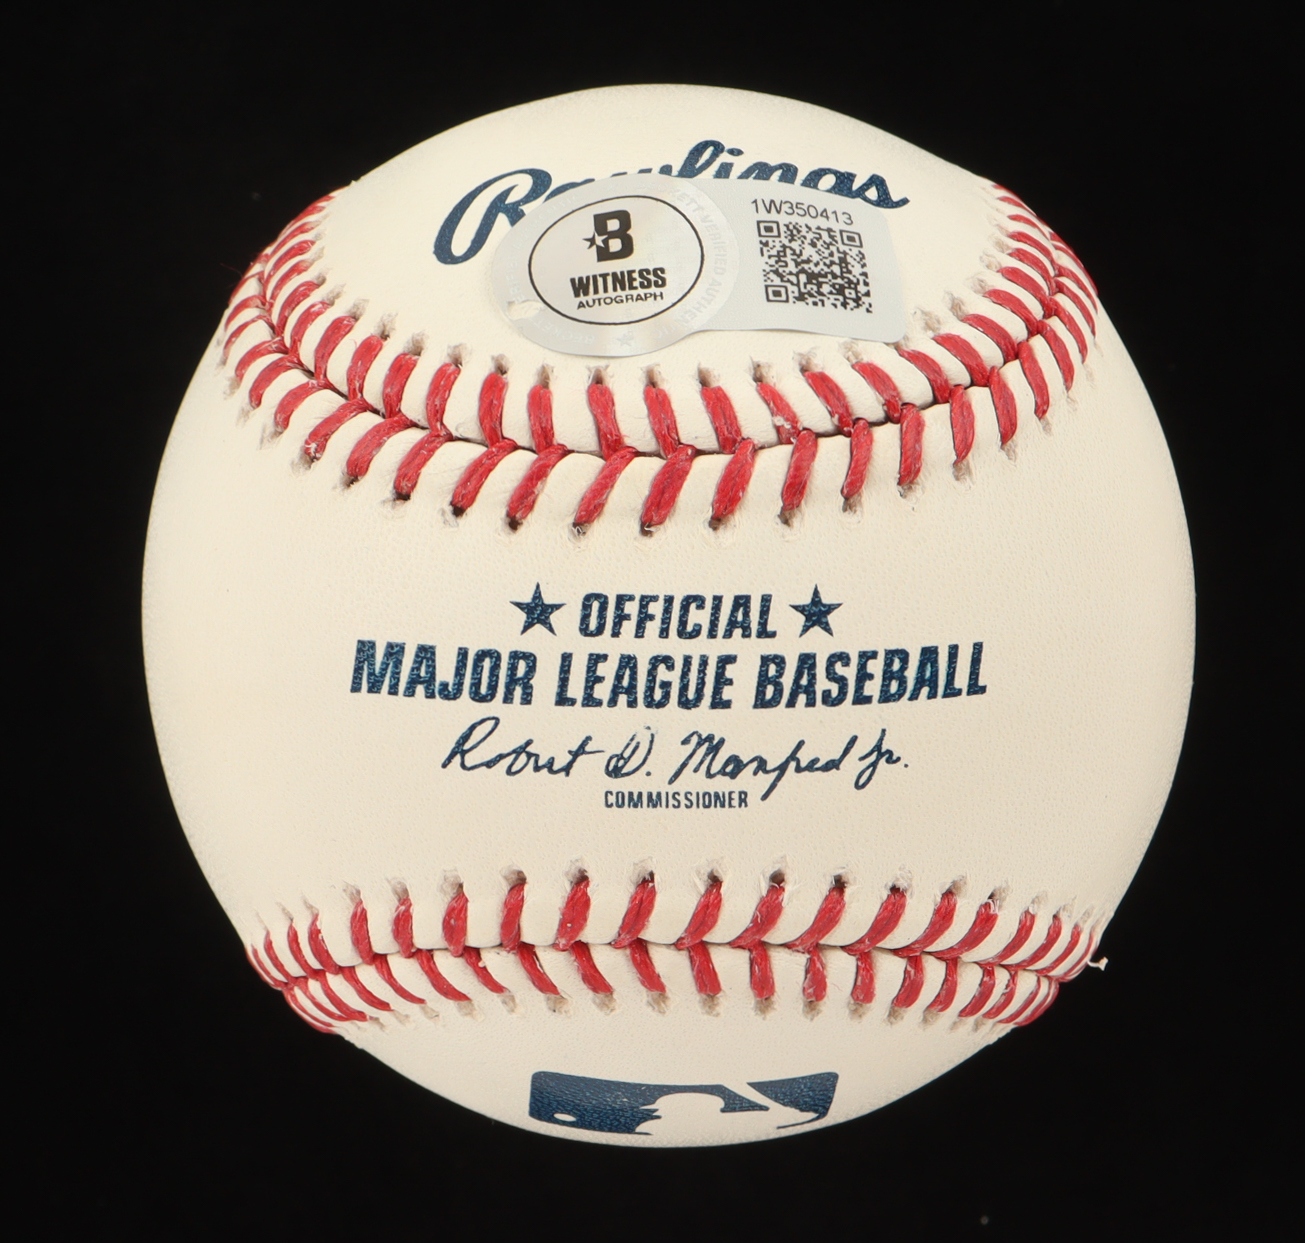 Rawlings
1W350413
B
WITNESS
AUTOGRAPH
★ OFFICIAL ★
MAJOR LEAGUE BASEBALL
Robert D. Manfred Jr.
COMMISSIONER